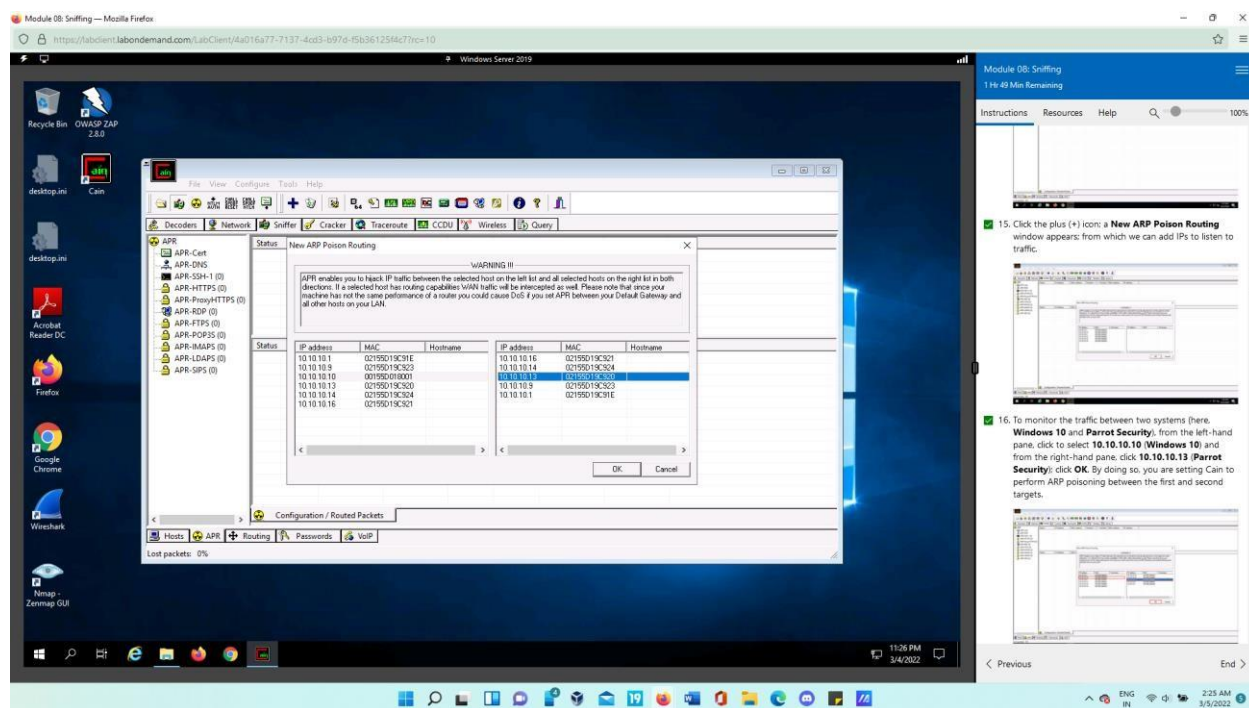 Module 08: Sniffing — Mozilla Firefox
https://labclient.labondemand.com/LabClient/4a016a77-7137-4cd3-b97d-f5b36125f4c7?rc=10
Windows Server 2019
Recycle Bin
OWASP ZAP
2.8.0
desktop.ini
Cain
desktop.ini
Acrobat
Reader DC
Firefox
Google
Chrome
Wireshark
Nmap -
Zenmap GUI
File View Configure Tools Help
Decoders Network Sniffer Cracker Traceroute CCDU Wireless Query
APR
APR-Cert
APR-DNS
APR-SSH-1 (0)
APR-HTTPS (0)
APR-ProxyHTTPS (0)
APR-RDP (0)
APR-FTPS (0)
APR-POP3S (0)
APR-IMAPS (0)
APR-LDAPS (0)
APR-SIPS (0)
Status
Status
New ARP Poison Routing
WARNING !!!
APR enables you to hijack IP traffic between the selected host on the left list and all selected hosts on the right list in both
directions. If a selected host has routing capabilities WAN traffic will be intercepted as well. Please note that since your
machine has not the same performance of a router you could cause DoS if you set APR between your Default Gateway and
all other hosts on your LAN.
IP address MAC Hostname
10.10.10.1 02155D19C91E
10.10.10.9 02155D19C923
10.10.10.10 00155D018001
10.10.10.13 02155D19C920
10.10.10.14 02155D19C924
10.10.10.16 02155D19C921
IP address MAC Hostname
10.10.10.16 02155D19C921
10.10.10.14 02155D19C924
10.10.10.13 02155D19C920
10.10.10.9 02155D19C923
10.10.10.1 02155D19C91E
OK Cancel
Configuration / Routed Packets
Hosts APR Routing Passwords VoIP
Lost packets: 0%
11:26 PM
3/4/2022
Module 08: Sniffing
1 Hr 49 Min Remaining
Instructions Resources Help 100%
15. Click the plus (+) icon; a New ARP Poison Routing
window appears; from which we can add IPs to listen to
traffic.
16. To monitor the traffic between two systems (here,
Windows 10 and Parrot Security), from the left-hand
pane, click to select 10.10.10.10 (Windows 10) and
from the right-hand pane, click 10.10.10.13 (Parrot
Security); click OK. By doing so, you are setting Cain to
perform ARP poisoning between the first and second
targets.
< Previous End >
ENG
IN
2:25 AM
3/5/2022